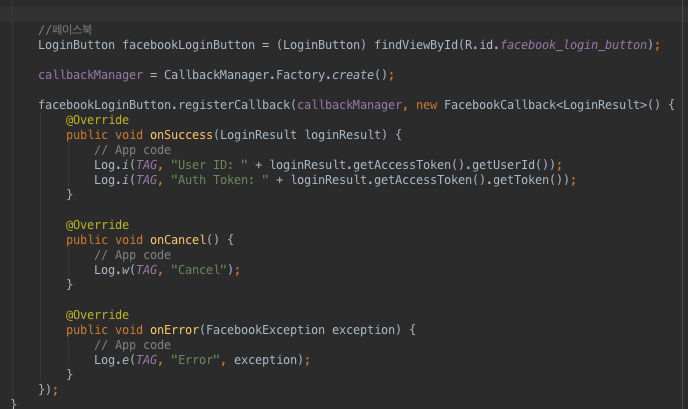 //페이스북
LoginButton facebookLoginButton = (LoginButton) findViewById(R.id.facebook_login_button);
callbackManager = CallbackManager.Factory.create();
facebookLoginButton.registerCallback(callbackManager, new FacebookCallback<LoginResult>() {
@Override
public void onSuccess(LoginResult loginResult) {
// App code
Log.i(TAG, "User ID: " + loginResult.getAccessToken().getUserId());
Log.i(TAG, "Auth Token: " + loginResult.getAccessToken().getToken());
}
@Override
public void onCancel() {
// App code
Log.w(TAG, "Cancel");
}
@Override
public void onError(FacebookException exception) {
// App code
Log.e(TAG, "Error", exception);
}
});
}